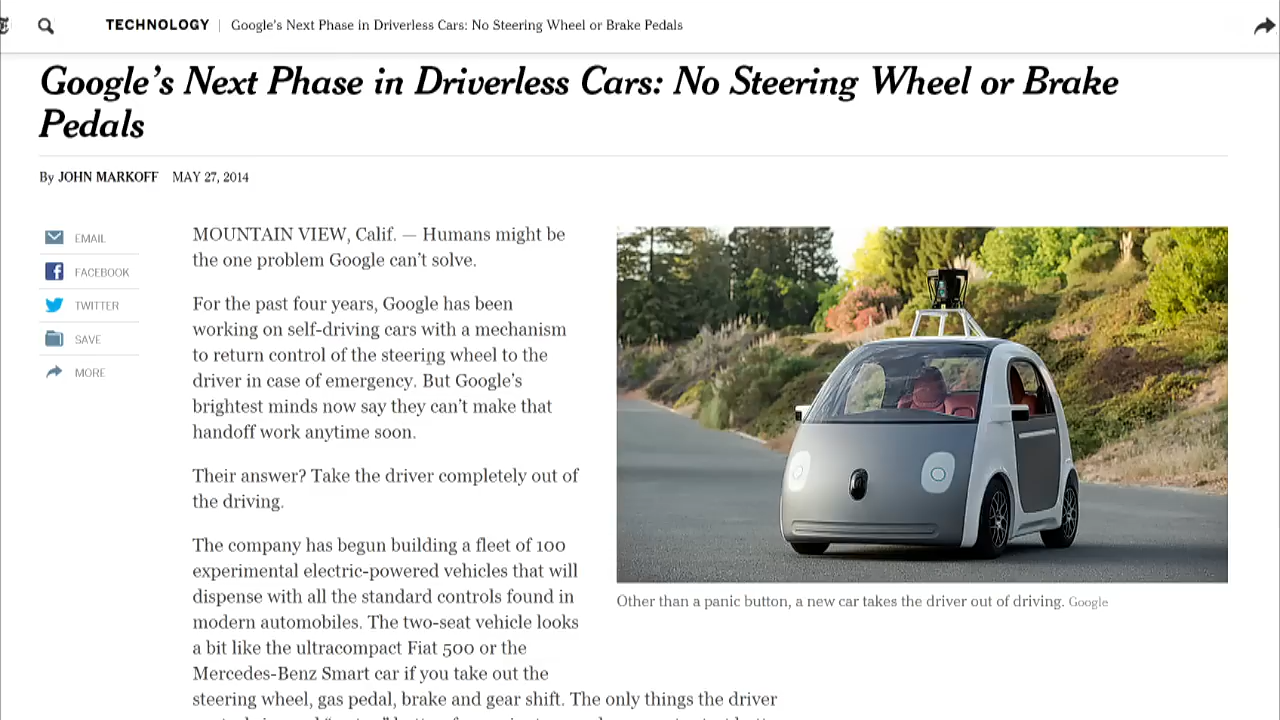 TECHNOLOGY | Google's Next Phase in Driverless Cars: No Steering Wheel or Brake Pedals
Google's Next Phase in Driverless Cars: No Steering Wheel or Brake
Pedals
By JOHN MARKOFF MAY 27, 2014
EMAIL
FACEBOOK
TWITTER
SAVE
MORE
MOUNTAIN VIEW, Calif. — Humans might be
the one problem Google can't solve.
For the past four years, Google has been
working on self-driving cars with a mechanism
to return control of the steering wheel to the
driver in case of emergency. But Google's
brightest minds now say they can't make that
handoff work anytime soon.
Their answer? Take the driver completely out of
the driving.
The company has begun building a fleet of 100
experimental electric-powered vehicles that will
dispense with all the standard controls found in
modern automobiles. The two-seat vehicle looks
a bit like the ultracompact Fiat 500 or the
Mercedes-Benz Smart car if you take out the
steering wheel, gas pedal, brake and gear shift. The only things the driver
Other than a panic button, a new car takes the driver out of driving. Google